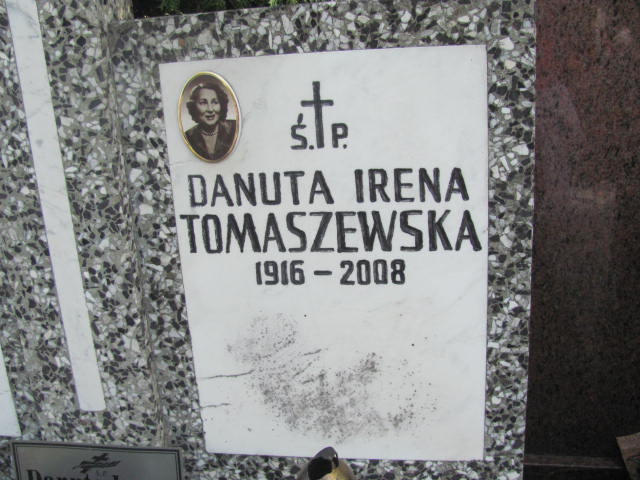 Ś.P.
DANUTA IRENA
TOMASZEWSKA
1916 – 2008